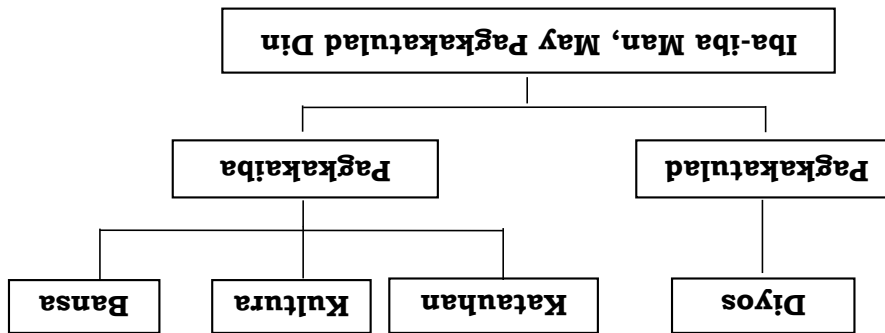 Diyos
Katauhan
Kultura
Bansa
Pagkakatulad
Pagkakaiba
Iba-iba Man, May Pagkakatulad Din